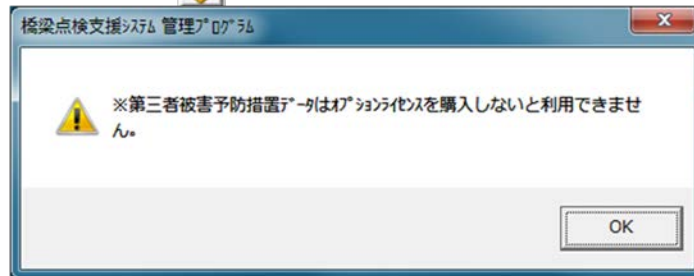 橋梁点検支援ｼｽﾃﾑ 管理ﾌﾟﾛｸﾞﾗﾑ
※第三者被害予防措置ﾃﾞｰﾀはｵﾌﾟｼｮﾝﾗｲｾﾝｽを購入しないと利用できませ
ん。
OK